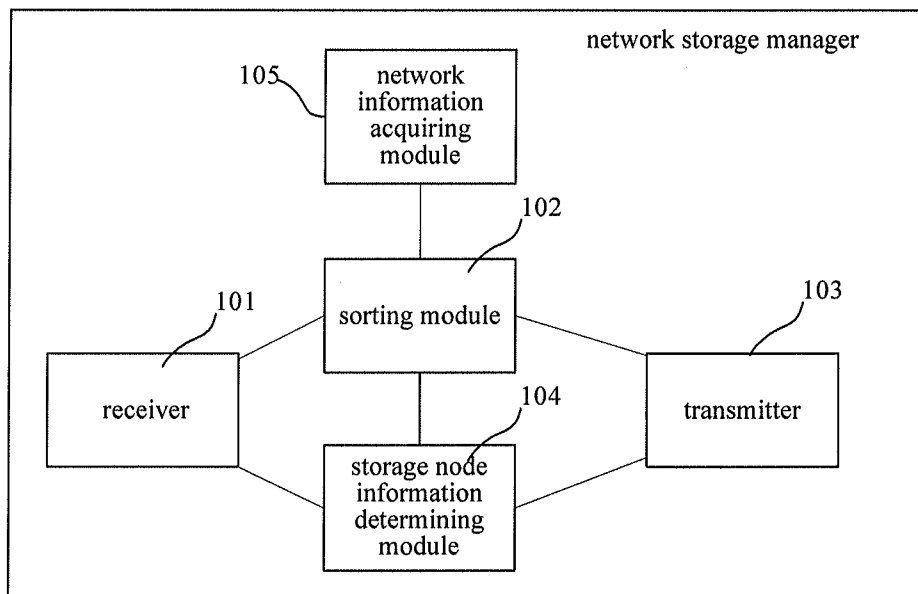 network storage manager
105
network
information
acquiring
module
102
sorting module
101
receiver
103
transmitter
104
storage node
information
determining
module